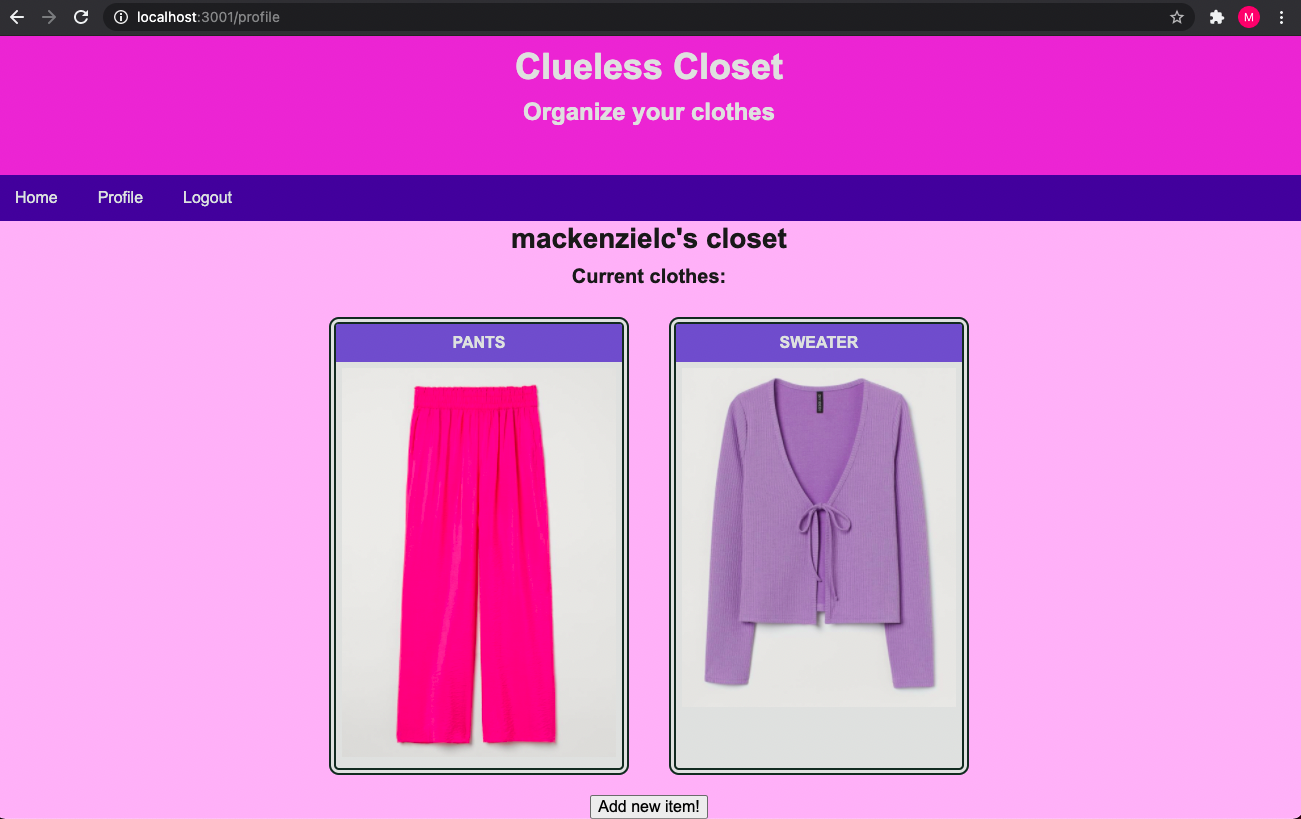 localhost:3001/profile
M
Clueless Closet
Organize your clothes
Home Profile Logout
mackenzielc's closet
Current clothes:
PANTS SWEATER
Add new item!